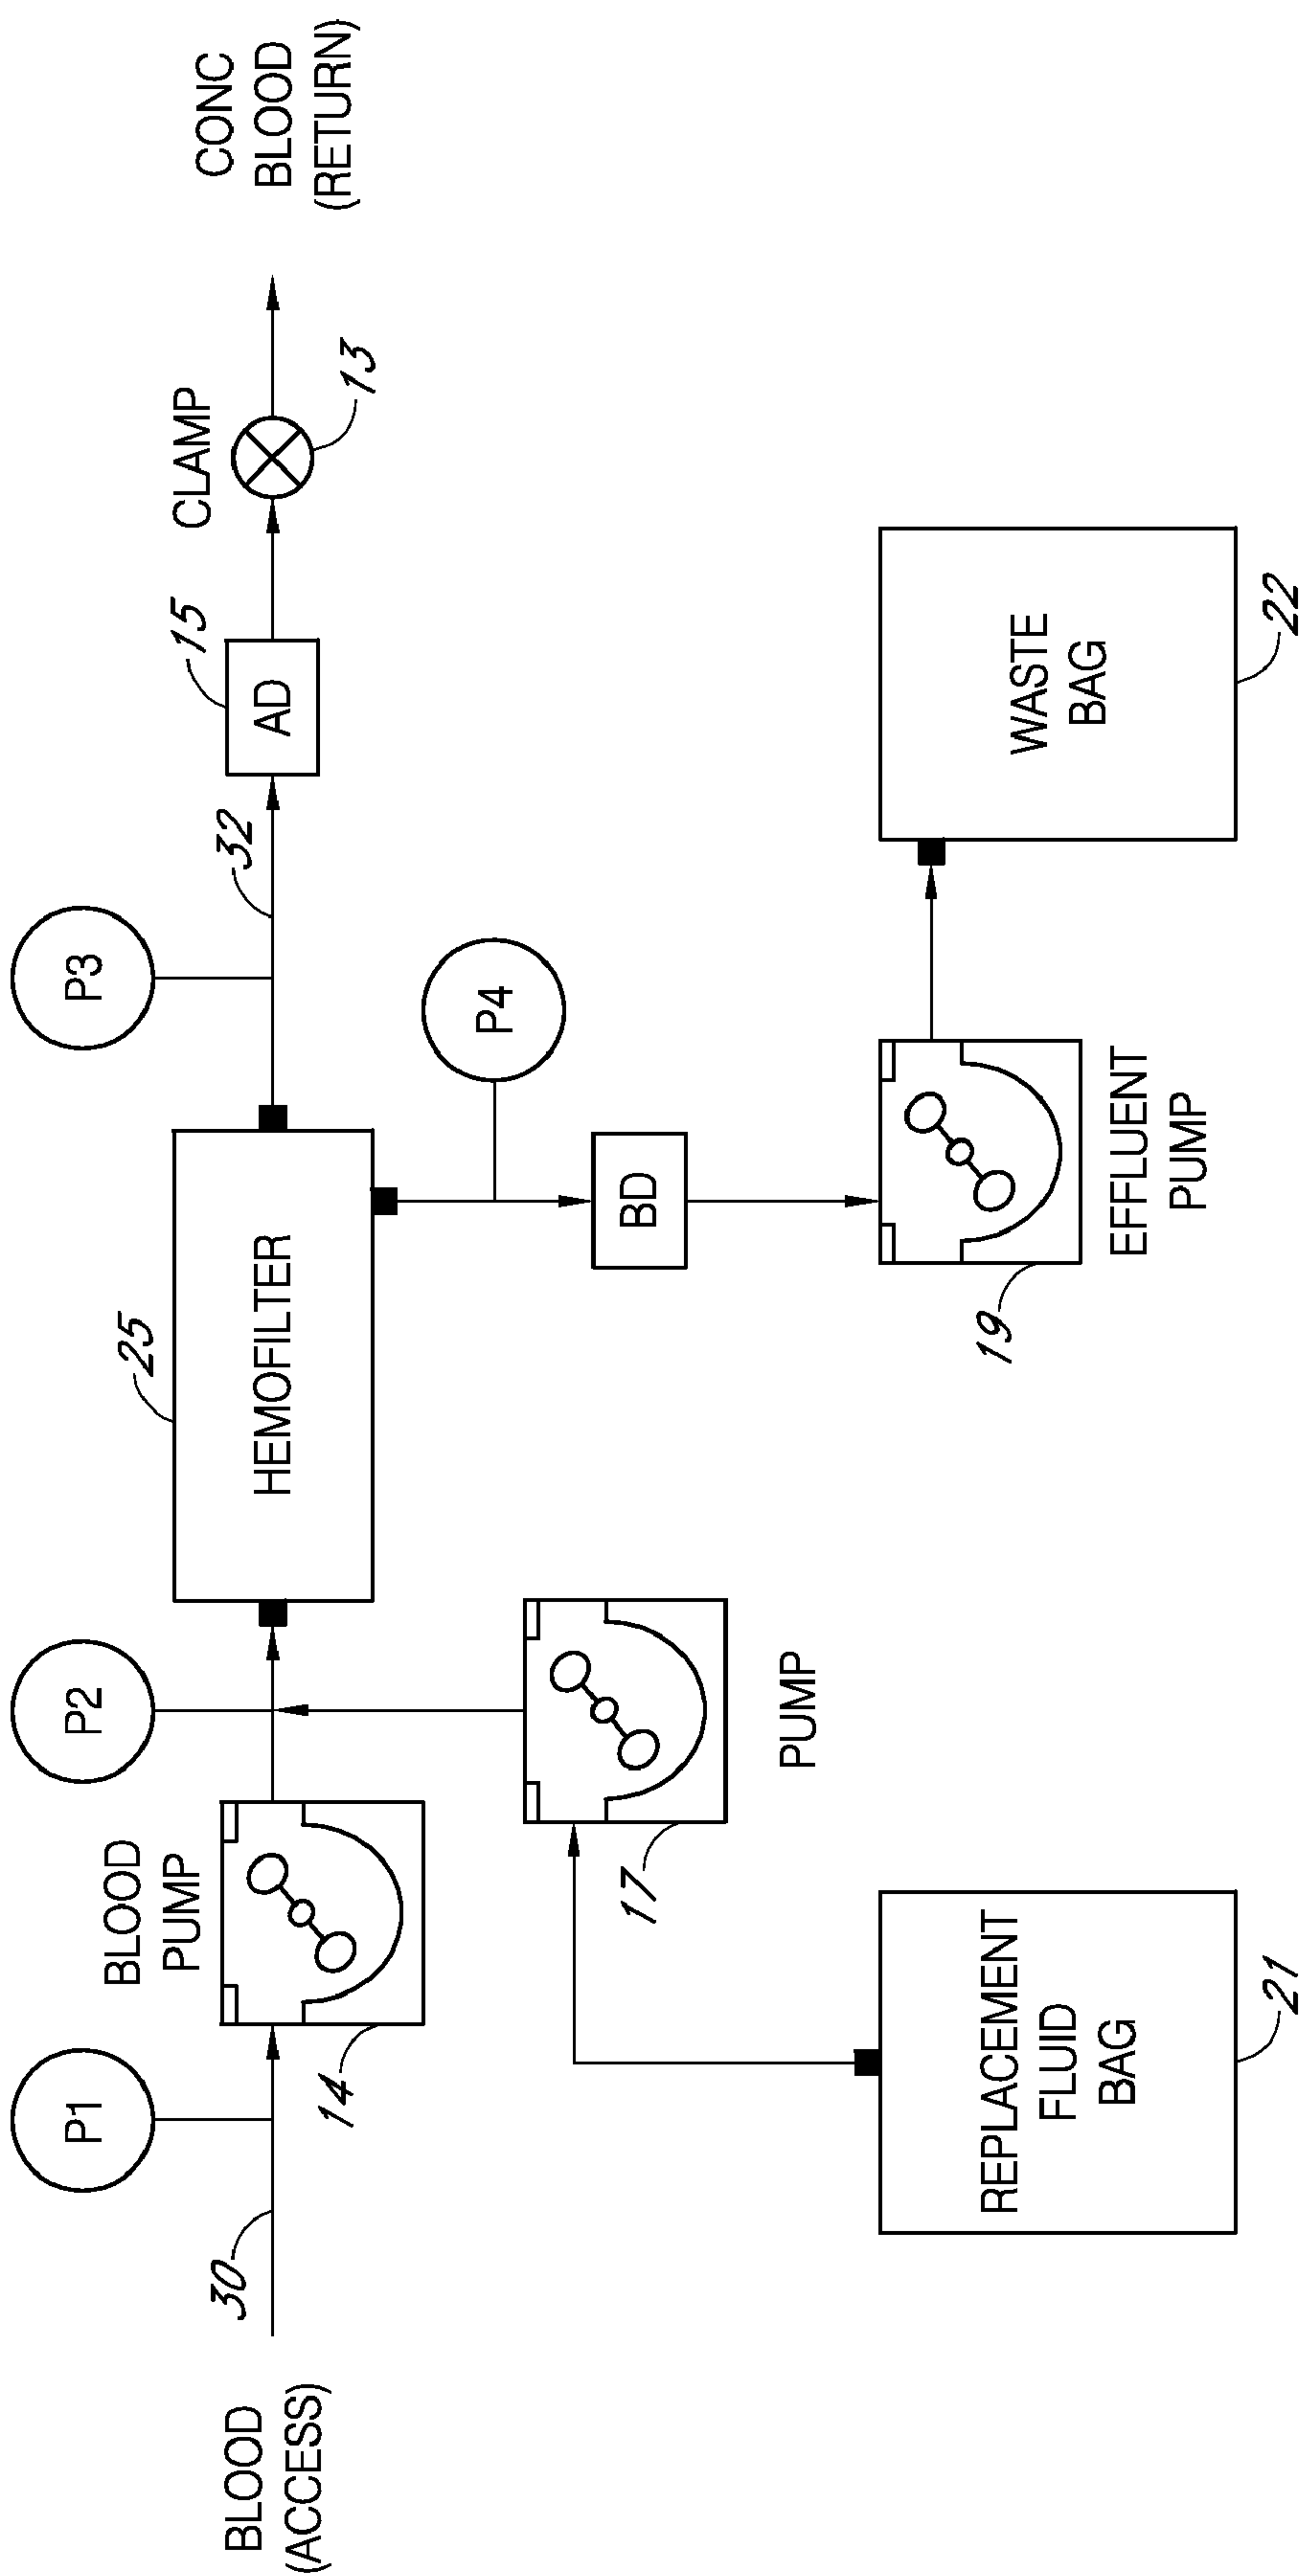 BLOOD
(ACCESS)
30
P1
14
BLOOD
PUMP
P2
25
HEMOFILTER
P3
32
15
AD
CLAMP
13
CONC
BLOOD
(RETURN)
P4
BD
17
PUMP
19
EFFLUENT
PUMP
REPLACEMENT
FLUID
BAG
21
WASTE
BAG
22